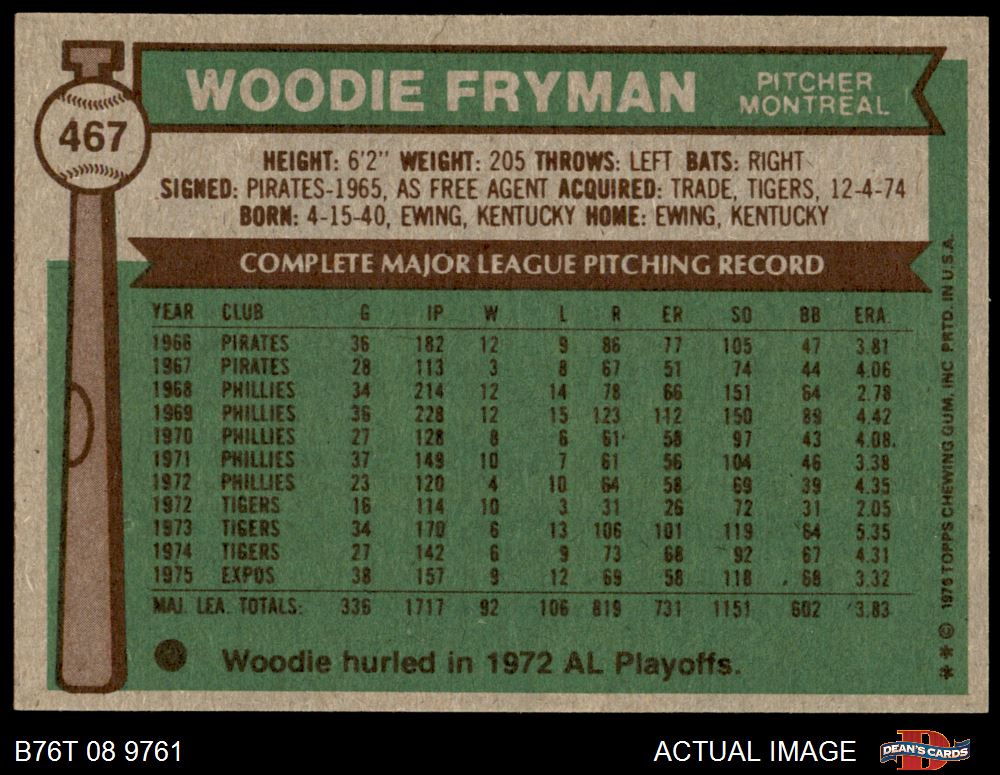 WOODIE FRYMAN
PITCHER
MONTREAL
467
HEIGHT: 6'2" WEIGHT: 205 THROWS: LEFT BATS: RIGHT
SIGNED: PIRATES-1965, AS FREE AGENT ACQUIRED: TRADE, TIGERS, 12-4-74
BORN: 4-15-40, EWING, KENTUCKY HOME: EWING, KENTUCKY
COMPLETE MAJOR LEAGUE PITCHING RECORD
YEAR CLUB G IP W L R ER SO BB ERA
1966 PIRATES 36 182 12 9 86 77 105 47 3.81
1967 PIRATES 28 113 3 8 67 51 74 44 4.06
1968 PHILLIES 34 214 12 14 78 66 151 64 2.78
1969 PHILLIES 36 228 12 15 123 112 150 89 4.42
1970 PHILLIES 27 128 8 6 61 58 97 43 4.08
1971 PHILLIES 37 149 10 7 61 56 104 46 3.38
1972 PHILLIES 23 120 4 10 64 58 69 39 4.35
1972 TIGERS 16 114 10 3 31 26 72 31 2.05
1973 TIGERS 34 170 6 13 106 101 119 64 5.35
1974 TIGERS 27 142 6 9 73 68 92 67 4.31
1975 EXPOS 38 157 9 12 69 58 118 68 3.32
MAJ. LEA. TOTALS: 336 1717 92 106 819 731 1151 602 3.83
Woodie hurled in 1972 AL Playoffs.
** © 1976 TOPPS CHEWING GUM, INC PRTD. IN U.S.A.
B76T 08 9761
ACTUAL IMAGE
DEAN'S CARDS